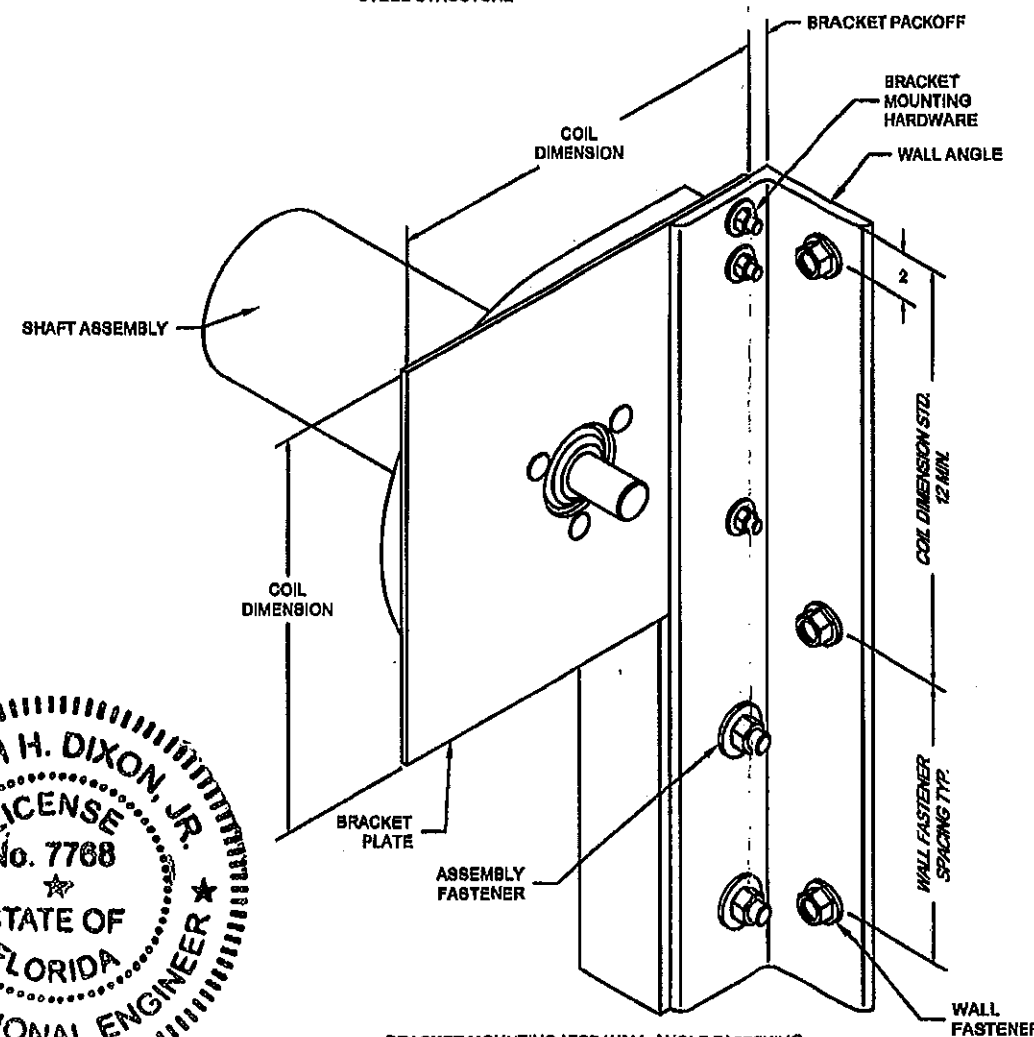 BRACKET PACKOFF
BRACKET
MOUNTING
HARDWARE
WALL ANGLE
COIL
DIMENSION
SHAFT ASSEMBLY
2
COIL DIMENSION STD.
12 MIN.
COIL
DIMENSION
WALL FASTENER
SPACING TYP.
BRACKET
PLATE
ASSEMBLY
FASTENER
WALL
FASTENER
H. DIXON, JR.
No. 7768
STATE OF
FLORIDA
ENGINEER